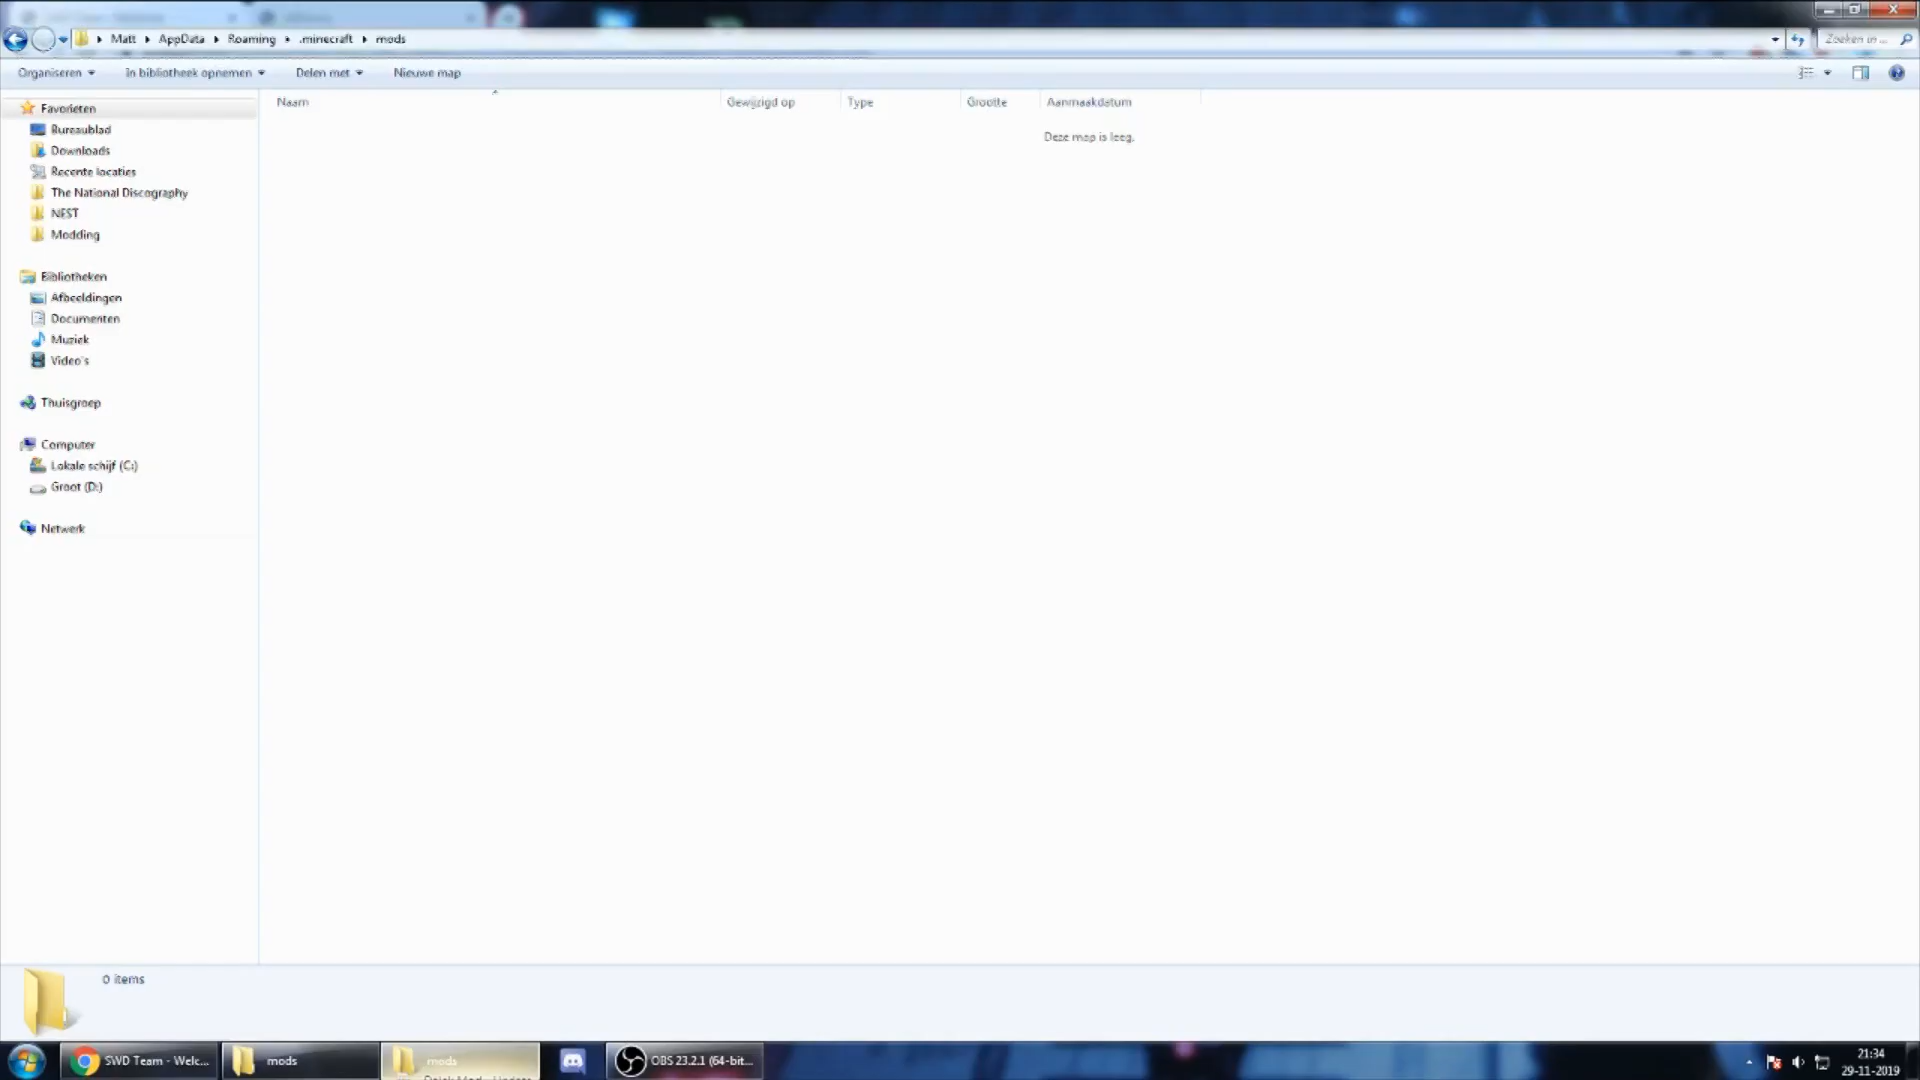 Matt AppData Roaming .minecraft mods
Zoeken in ...
Organiseren In bibliotheek opnemen Delen met Nieuwe map
Naam Gewijzigd op Type Grootte Aanmaakdatum
Deze map is leeg.
Favorieten
Bureaublad
Downloads
Recente locaties
The National Discography
NEST
Modding
Bibliotheken
Afbeeldingen
Documenten
Muziek
Video's
Thuisgroep
Computer
Lokale schijf (C:)
Groot (D:)
Netwerk
0 items
SWD Team - Welc... mods mods OBS 23.2.1 (64-bit...
21:34
29-11-2019